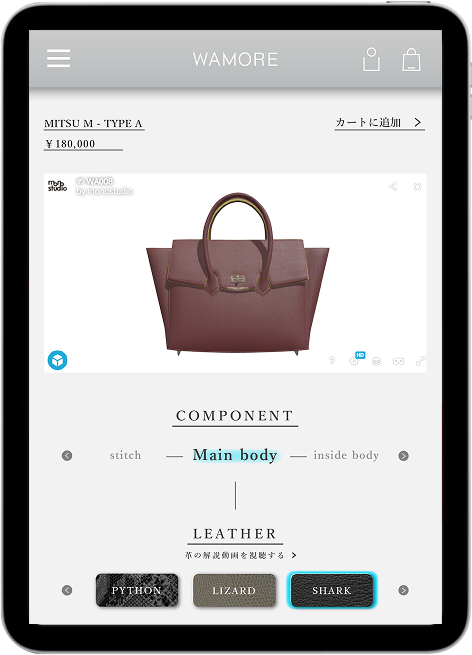 WAMORE
MITSU M - TYPE A
カートに追加
￥180,000
mono studio
WA008
by monostudio
HD
COMPONENT
stitch
Main body
inside body
LEATHER
革の解説動画を視聴する
PYTHON
LIZARD
SHARK